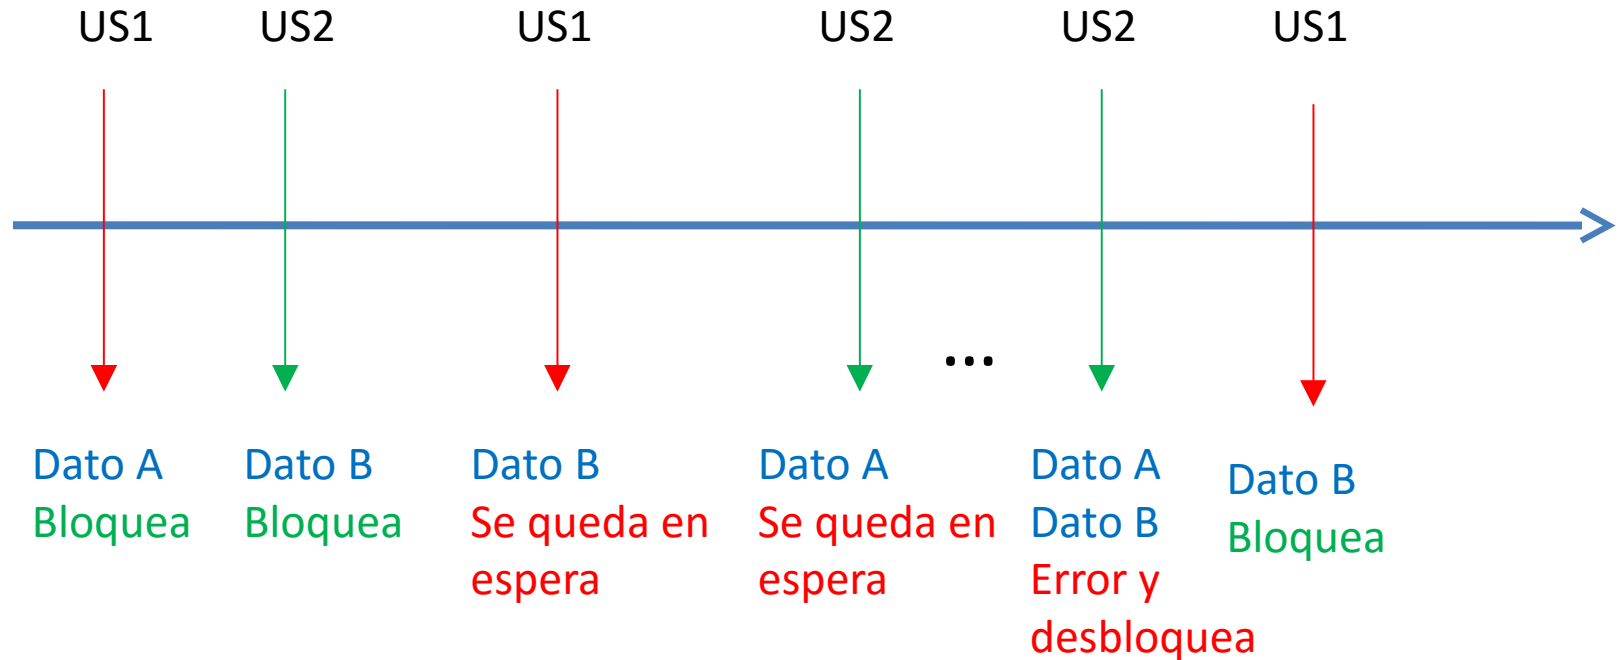 US1
US2
US1
US2
US2
US1
...
Dato A
Bloquea
Dato B
Bloquea
Dato B
Se queda en
espera
Dato A
Se queda en
espera
Dato A
Dato B
Error y
desbloquea
Dato B
Bloquea